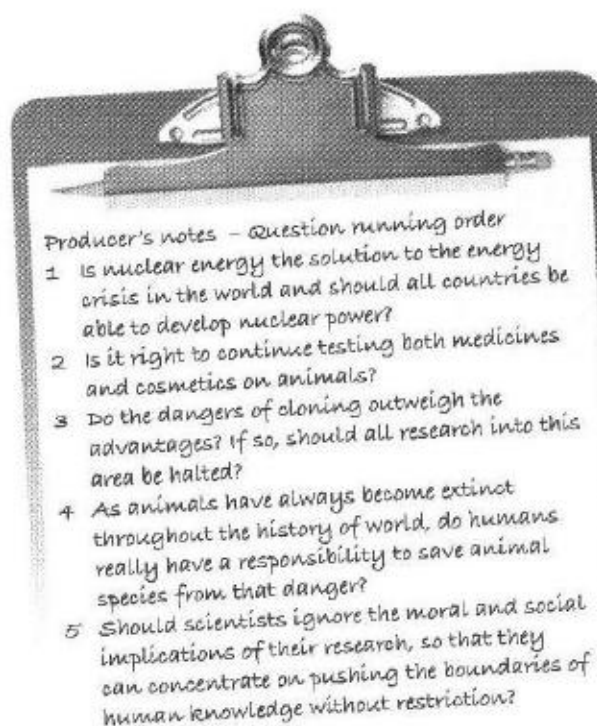 Producer's notes – Question running order
1 Is nuclear energy the solution to the energy
crisis in the world and should all countries be
able to develop nuclear power?
2 Is it right to continue testing both medicines
and cosmetics on animals?
3 Do the dangers of cloning outweigh the
advantages? If so, should all research into this
area be halted?
4 As animals have always become extinct
throughout the history of world, do humans
really have a responsibility to save animal
species from that danger?
5 Should scientists ignore the moral and social
implications of their research, so that they
can concentrate on pushing the boundaries of
human knowledge without restriction?